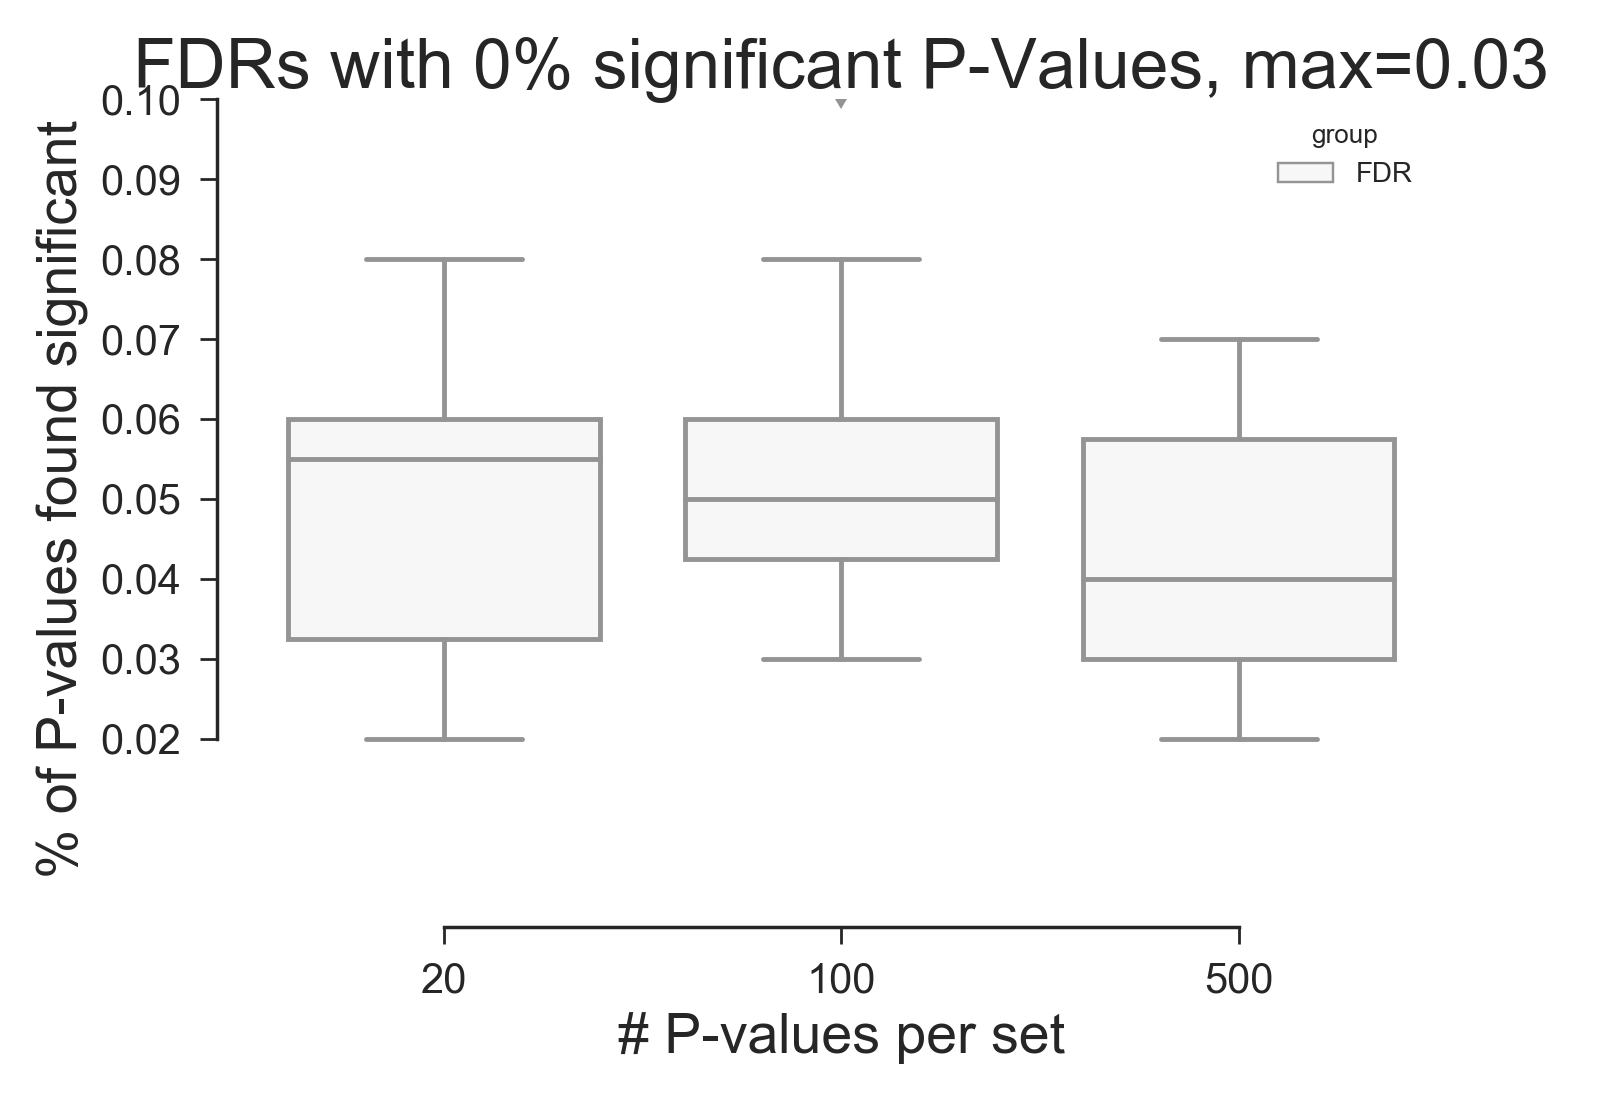 FDRs with 0% significant P-Values, max=0.03
% of P-values found significant
0.10
0.09
0.08
0.07
0.06
0.05
0.04
0.03
0.02
group
FDR
20 100 500
# P-values per set